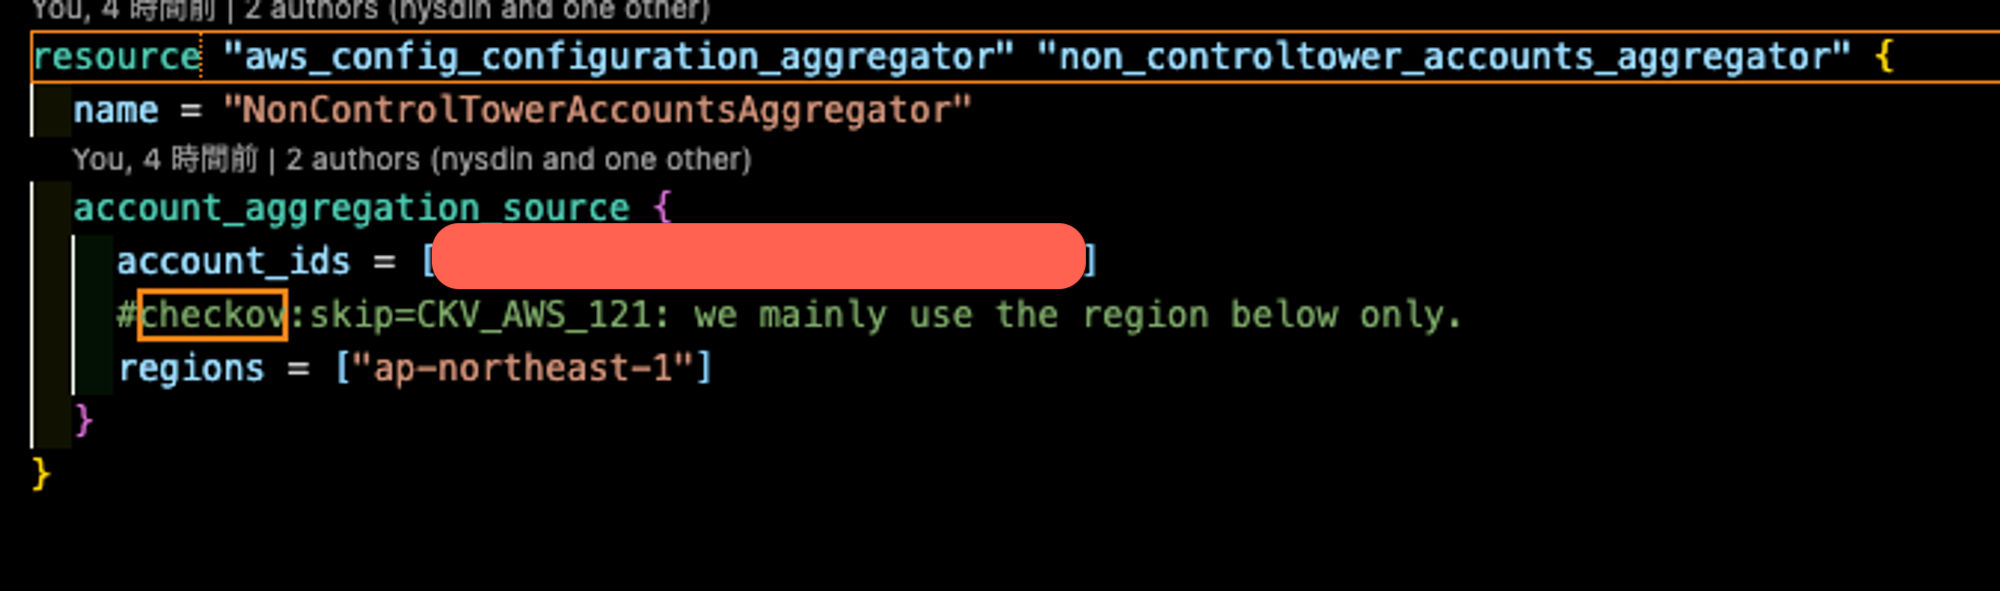 You, 4 時間前 | 2 authors (nysdin and one other)
resource "aws_config_configuration_aggregator" "non_controltower_accounts_aggregator" {
name = "NonControlTowerAccountsAggregator"
You, 4 時間前 | 2 authors (nysdin and one other)
account_aggregation_source {
account_ids = [ ]
#checkov:skip=CKV_AWS_121: we mainly use the region below only.
regions = ["ap-northeast-1"]
}
}